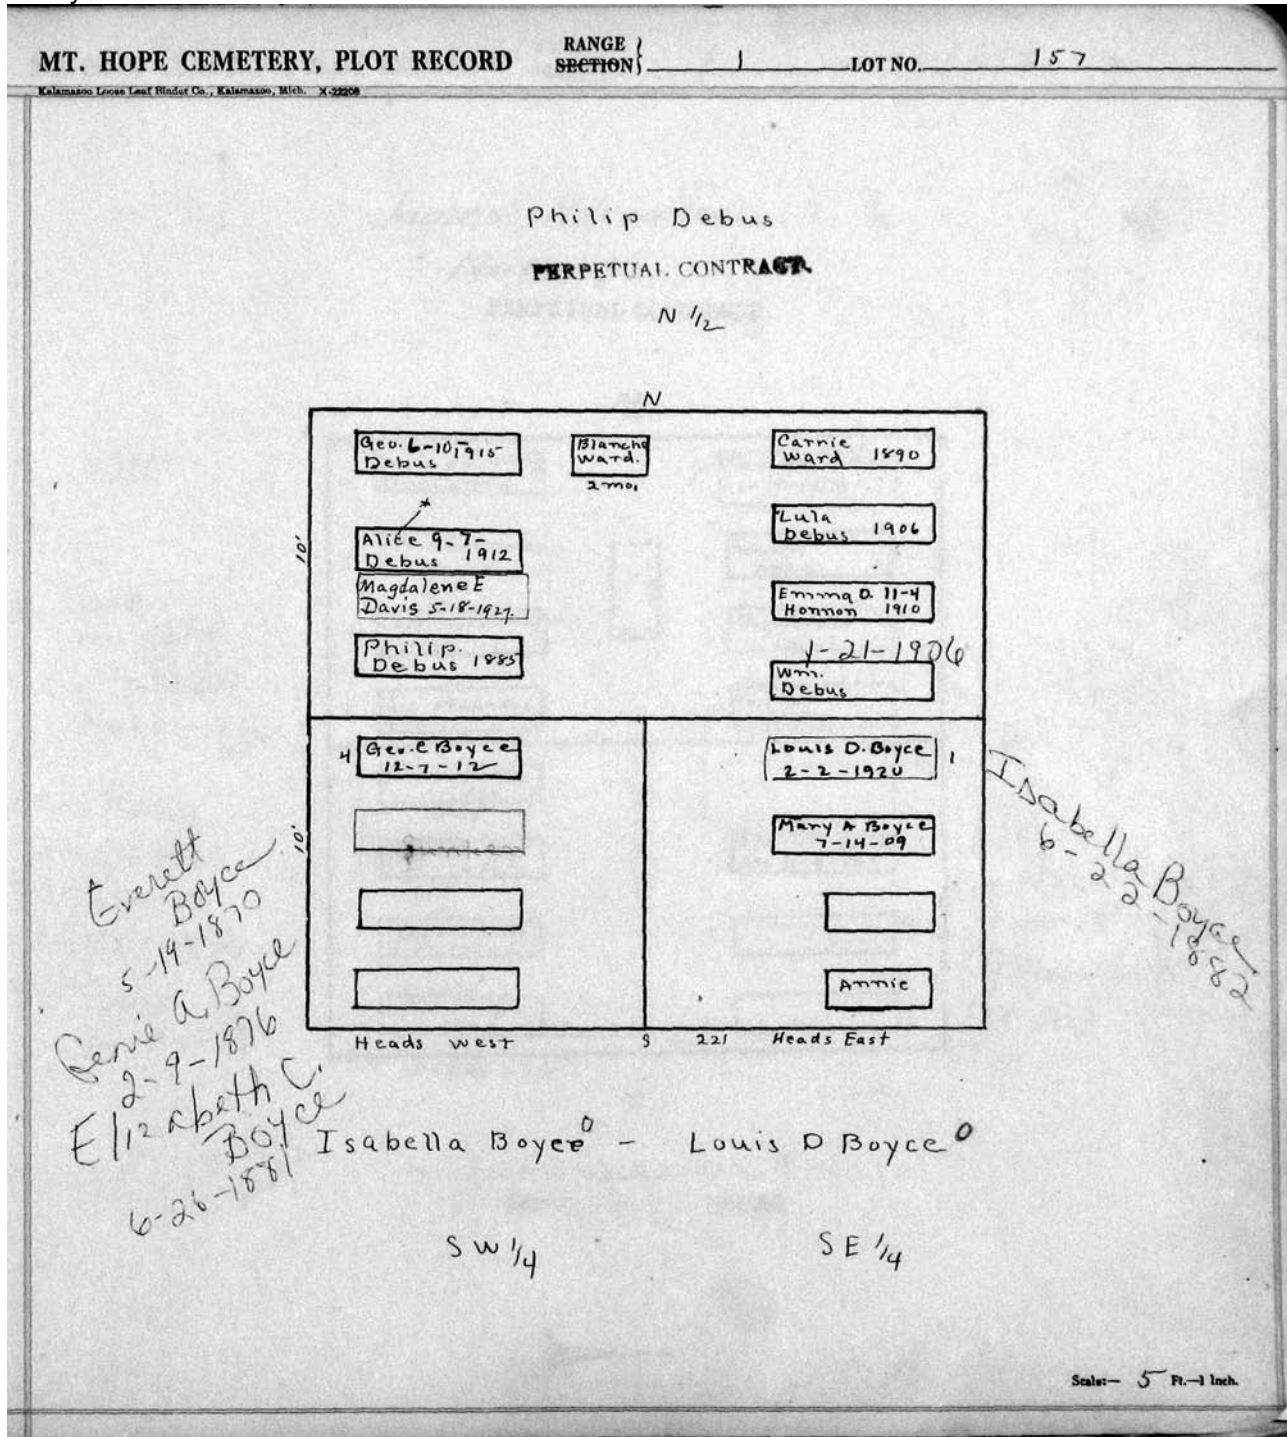 MT. HOPE CEMETERY, PLOT RECORD
RANGE
SECTION
1
LOT NO. 157
Kalamazoo Loose Leaf Binder Co., Kalamazoo, Mich. X-22208
Philip Debus
PERPETUAL CONTRACT.
N 1/2
N
Geo. 6-10, 1915
Debus
Blanche
Ward.
2 mo,
Carrie
Ward 1890
*
Alice 9-7-
Debus 1912
Lula
Debus 1906
10'
Magdalene E
Davis 5-18-1927.
Emma D. 11-4
Honnon 1910
Philip.
Debus 1885
1-21-1906
Wm.
Debus
4
Geo. C Boyce
12-7-12
Louis D. Boyce
2-2-1920
1
Isabella Boyce
6-22-1882
10'
Sunken
Mary A Boyce
7-14-09
Annie
Everett
Boyce
5-19-1870
A. Boyce
2-9-1876
Elizabeth C.
Boyce
6-26-1881
Heads West
S
221
Heads East
Isabella Boyce 0 - Louis D Boyce 0
SW 1/4
SE 1/4
Scale:- 5 Ft.-1 Inch.